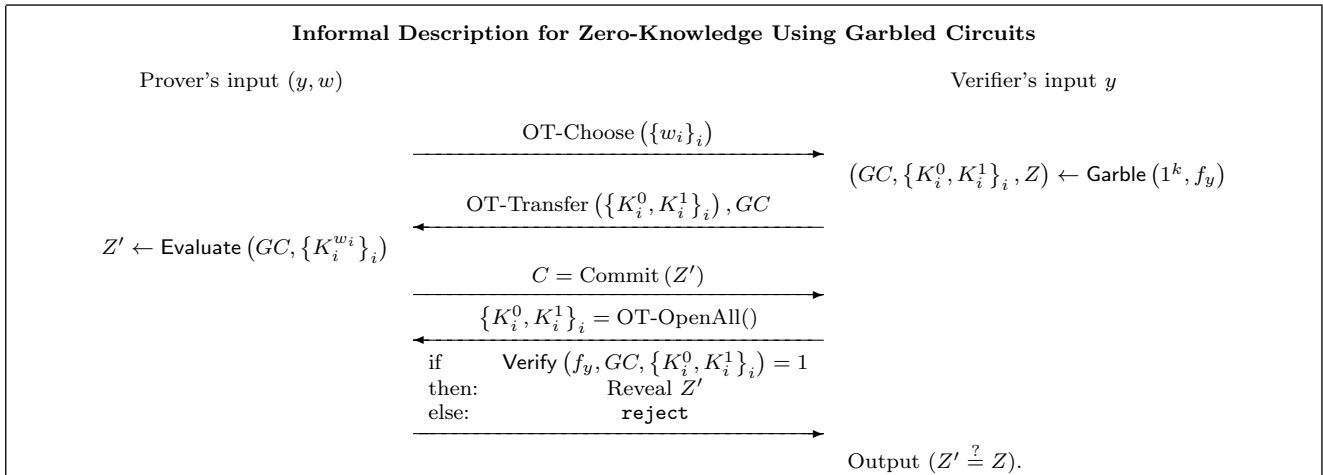 Informal Description for Zero-Knowledge Using Garbled Circuits
Prover's input (y, w) Verifier's input y
OT-Choose ({w_i}_i)
(GC, {K_i^0, K_i^1}_i, Z) ← Garble (1^k, f_y)
OT-Transfer ({K_i^0, K_i^1}_i), GC
Z′ ← Evaluate (GC, {K_i^{w_i}}_i)
C = Commit (Z′)
{K_i^0, K_i^1}_i = OT-OpenAll()
if Verify (f_y, GC, {K_i^0, K_i^1}_i) = 1
then: Reveal Z′
else: reject
Output (Z′ ≟ Z).